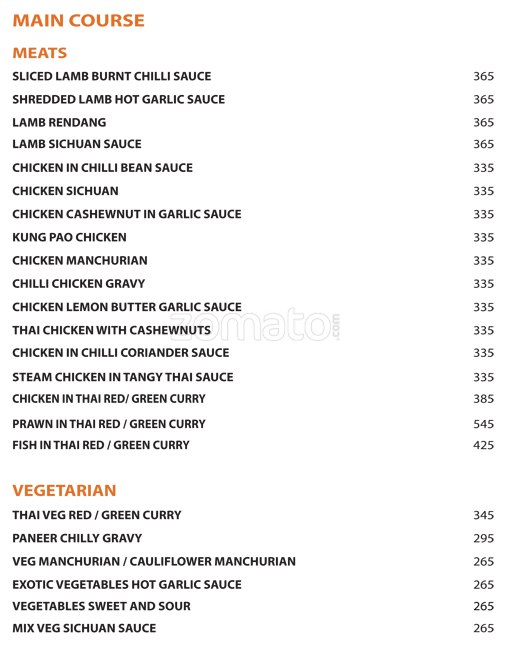 MAIN COURSE
MEATS
SLICED LAMB BURNT CHILLI SAUCE 365
SHREDDED LAMB HOT GARLIC SAUCE 365
LAMB RENDANG 365
LAMB SICHUAN SAUCE 365
CHICKEN IN CHILLI BEAN SAUCE 335
CHICKEN SICHUAN 335
CHICKEN CASHEWNUT IN GARLIC SAUCE 335
KUNG PAO CHICKEN 335
CHICKEN MANCHURIAN 335
CHILLI CHICKEN GRAVY 335
CHICKEN LEMON BUTTER GARLIC SAUCE 335
zomato.com
THAI CHICKEN WITH CASHEWNUTS 335
CHICKEN IN CHILLI CORIANDER SAUCE 335
STEAM CHICKEN IN TANGY THAI SAUCE 335
CHICKEN IN THAI RED/ GREEN CURRY 385
PRAWN IN THAI RED / GREEN CURRY 545
FISH IN THAI RED / GREEN CURRY 425
VEGETARIAN
THAI VEG RED / GREEN CURRY 345
PANEER CHILLY GRAVY 295
VEG MANCHURIAN / CAULIFLOWER MANCHURIAN 265
EXOTIC VEGETABLES HOT GARLIC SAUCE 265
VEGETABLES SWEET AND SOUR 265
MIX VEG SICHUAN SAUCE 265